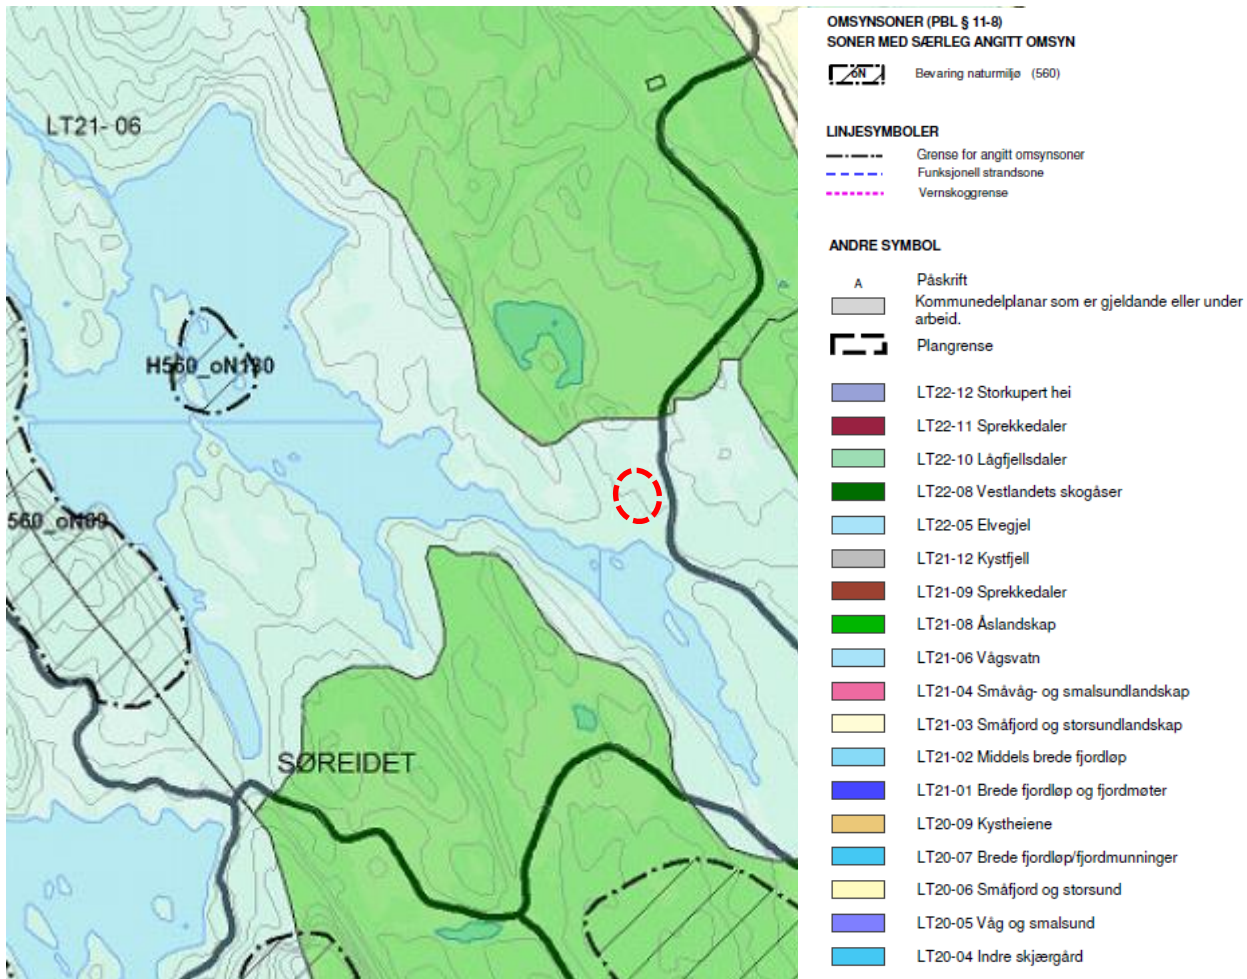 LT21- 06
H560_oN130
560_oN09
SØREIDET
OMSYNSONER (PBL § 11-8)
SONER MED SÆRLEG ANGITT OMSYN
oN
Bevaring naturmiljø (560)
LINJESYMBOLER
Grense for angitt omsynsoner
Funksjonell strandsone
Vernskoggrense
ANDRE SYMBOL
A Påskrift
Kommunedelplanar som er gjeldande eller under
arbeid.
Plangrense
LT22-12 Storkupert hei
LT22-11 Sprekkedaler
LT22-10 Lågfjellsdaler
LT22-08 Vestlandets skogåser
LT22-05 Elvegjel
LT21-12 Kystfjell
LT21-09 Sprekkedaler
LT21-08 Åslandskap
LT21-06 Vågsvatn
LT21-04 Småvåg- og smalsundlandskap
LT21-03 Småfjord og storsundlandskap
LT21-02 Middels brede fjordløp
LT21-01 Brede fjordløp og fjordmøter
LT20-09 Kystheiene
LT20-07 Brede fjordløp/fjordmunninger
LT20-06 Småfjord og storsund
LT20-05 Våg og smalsund
LT20-04 Indre skjærgård